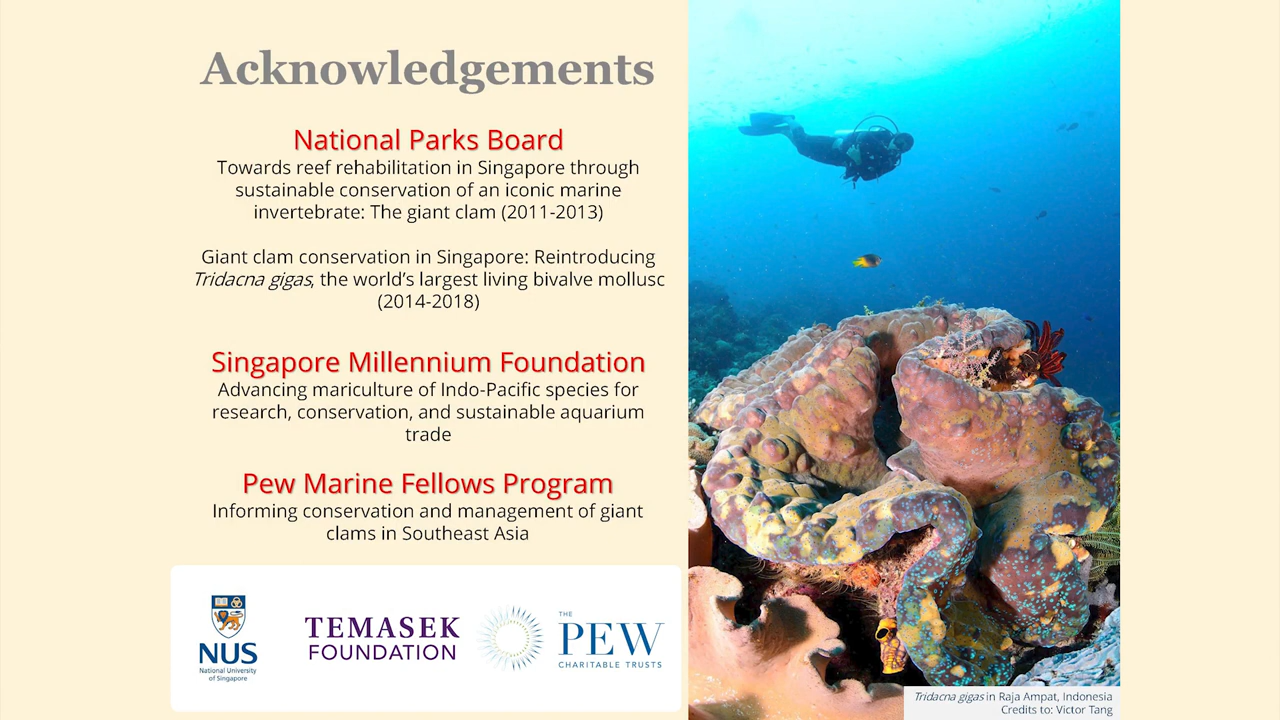 Acknowledgements
National Parks Board
Towards reef rehabilitation in Singapore through
sustainable conservation of an iconic marine
invertebrate: The giant clam (2011-2013)
Giant clam conservation in Singapore: Reintroducing
Tridacna gigas, the world’s largest living bivalve mollusc
(2014-2018)
Singapore Millennium Foundation
Advancing mariculture of Indo-Pacific species for
research, conservation, and sustainable aquarium
trade
Pew Marine Fellows Program
Informing conservation and management of giant
clams in Southeast Asia
NUS
National University
of Singapore
TEMASEK
FOUNDATION
THE
PEW
CHARITABLE TRUSTS
Tridacna gigas in Raja Ampat, Indonesia
Credits to: Victor Tang